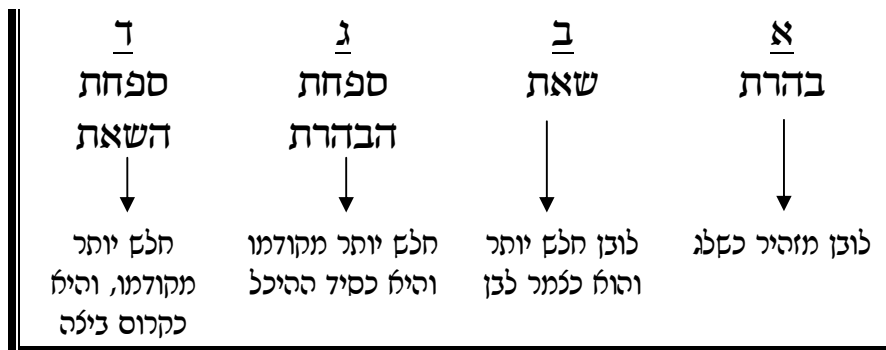 א
בהרת
לובן מזהיר כשלג
ב
שאת
לובן חלש יותר
והוא כצמר לבן
ג
ספחת
הבהרת
חלש יותר מקודמו
והיא כסיד ההיכל
ד
ספחת
השאת
חלש יותר
מקודמו, והיא
כקרום ביצה